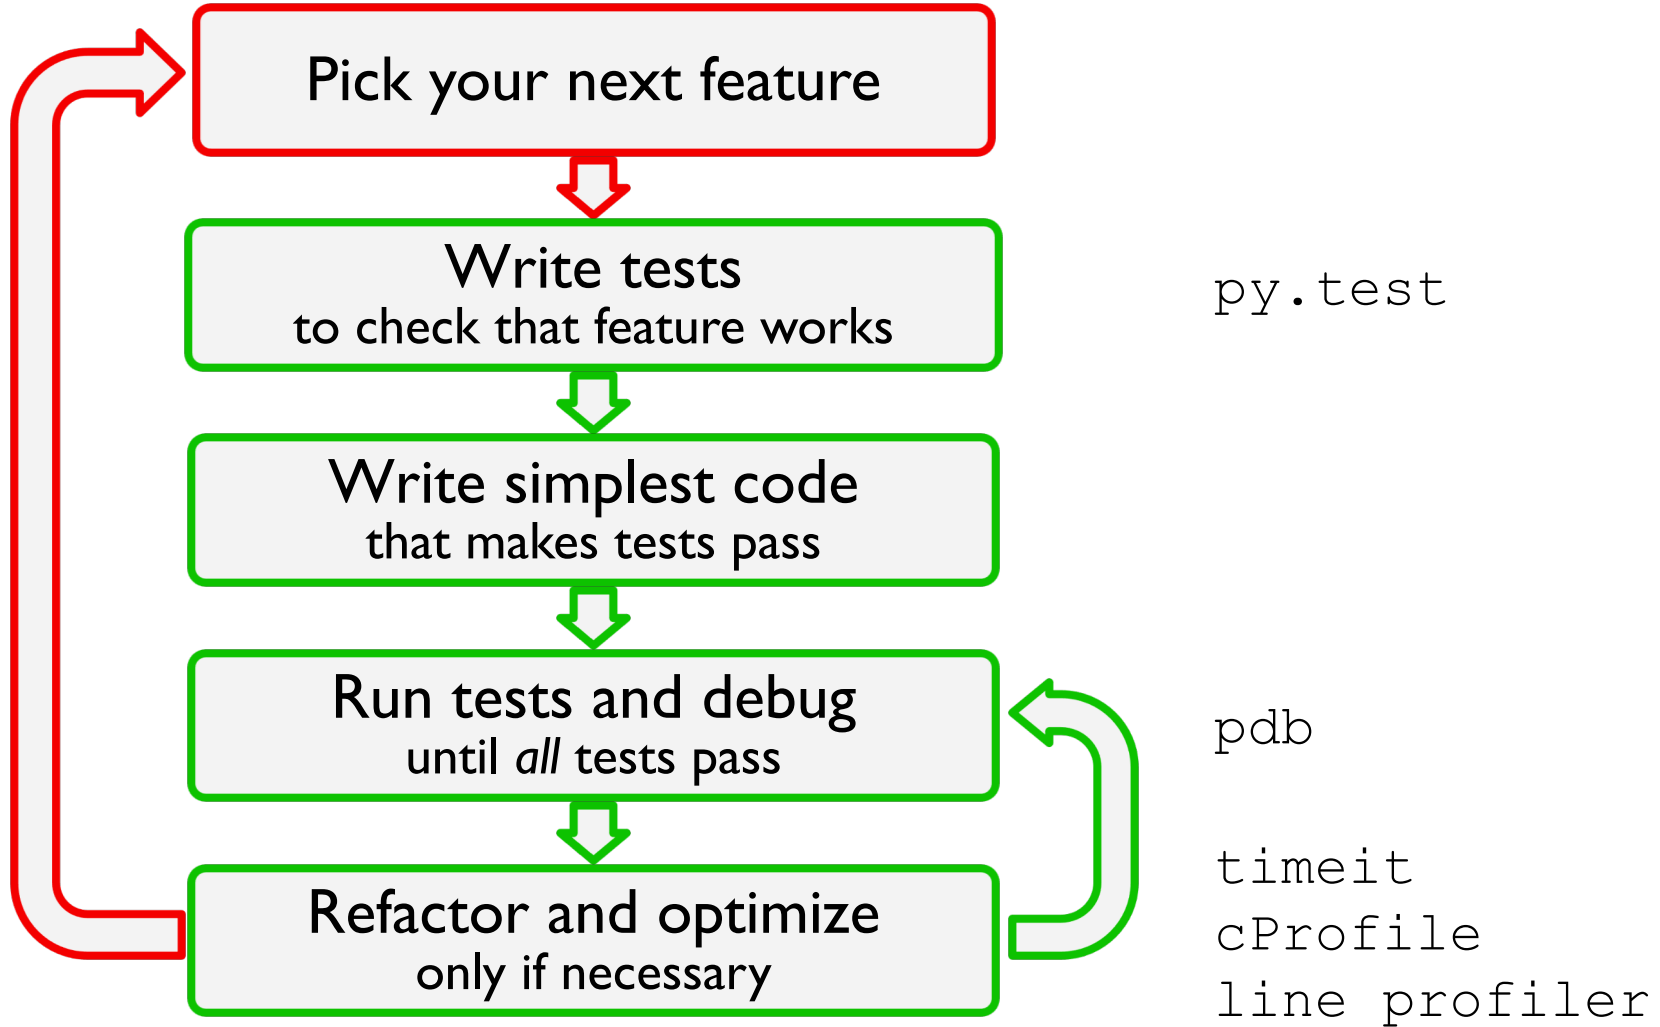 Pick your next feature
Write tests
to check that feature works
py.test
Write simplest code
that makes tests pass
Run tests and debug
until all tests pass
pdb
Refactor and optimize
only if necessary
timeit
cProfile
line profiler